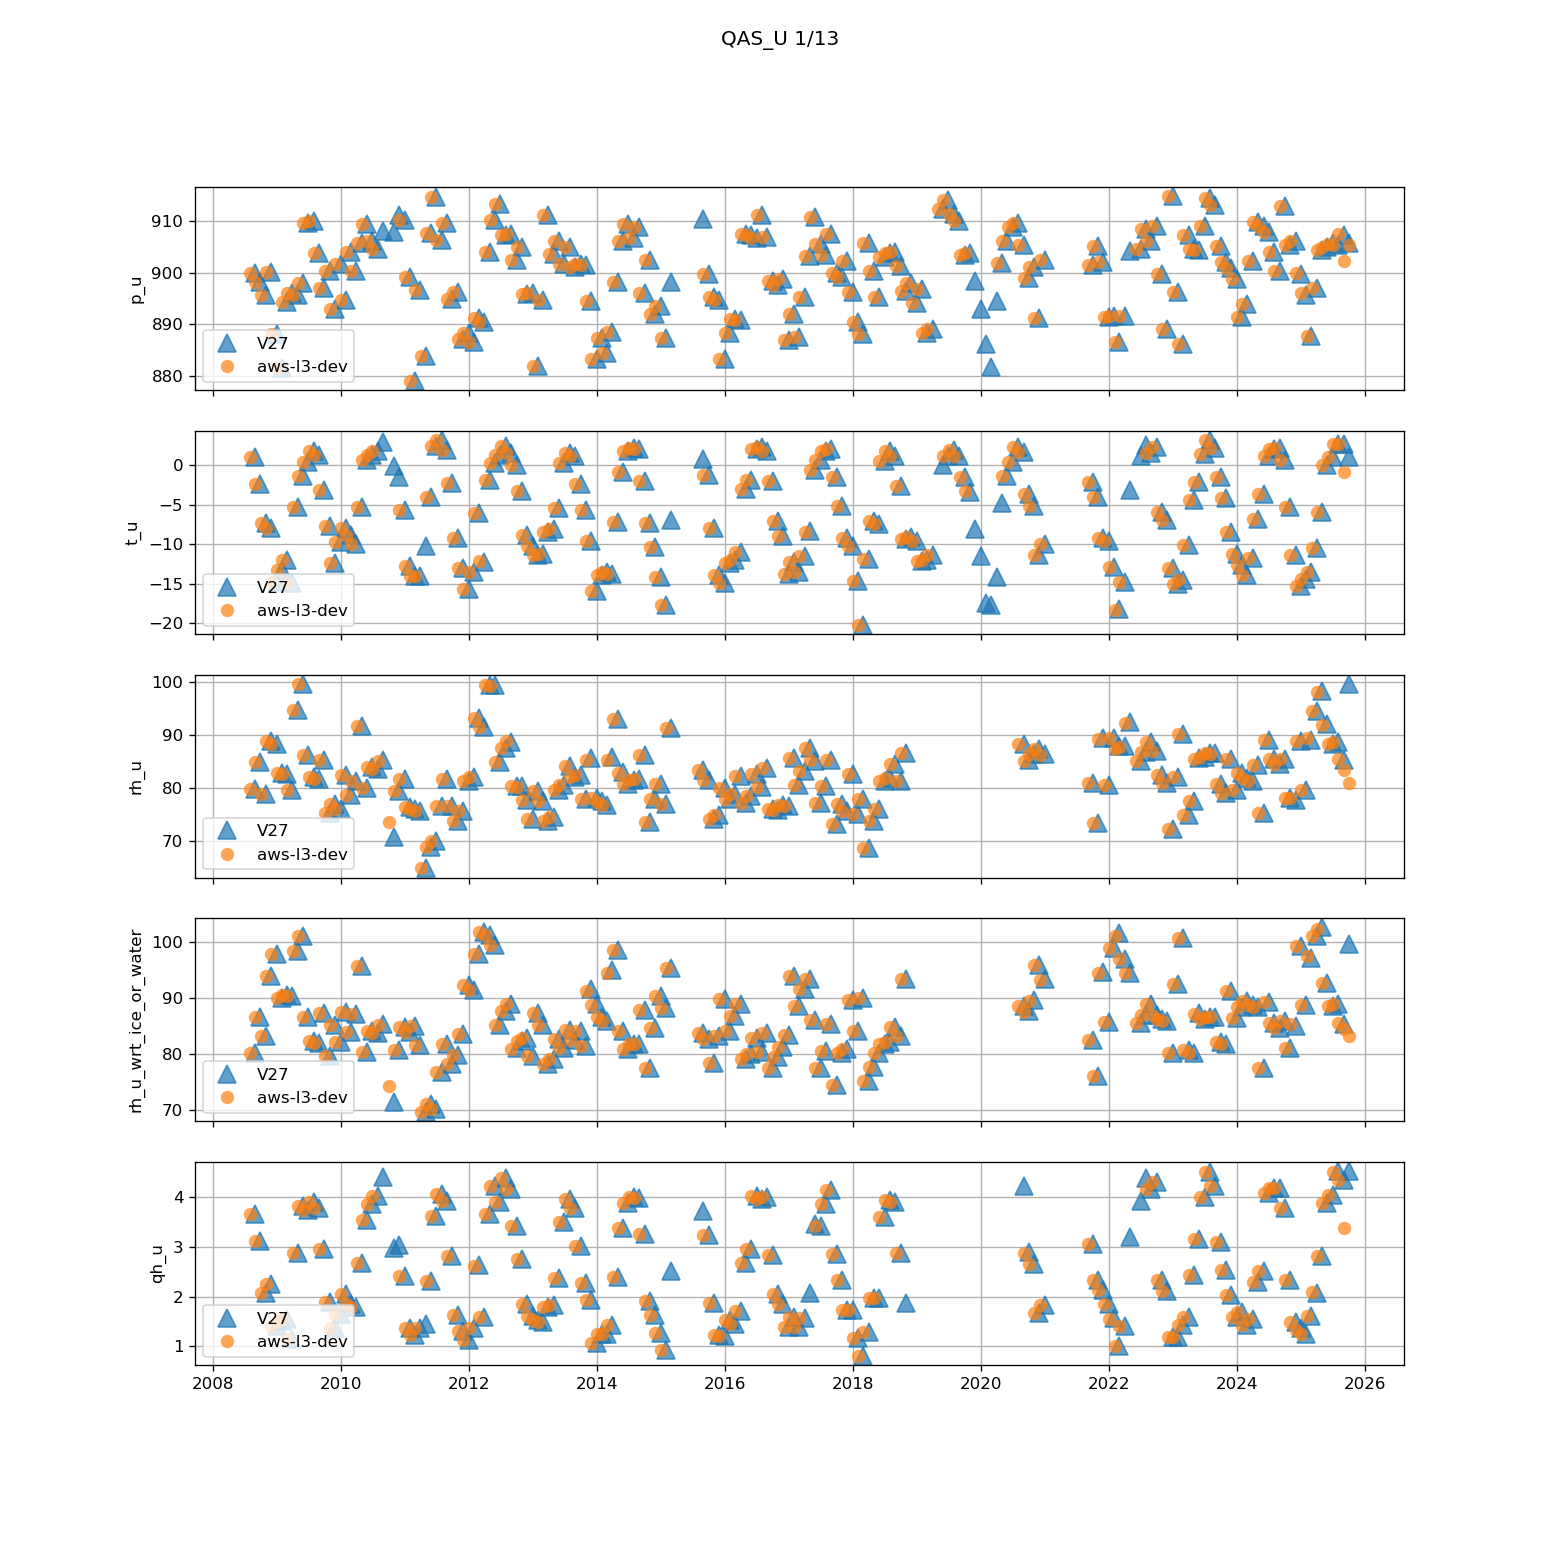 QAS_U 1/13
910
900
890
880
p_u
V27
aws-l3-dev
0
−5
−10
−15
−20
t_u
V27
aws-l3-dev
100
90
80
70
rh_u
V27
aws-l3-dev
100
90
80
70
rh_u_wrt_ice_or_water
V27
aws-l3-dev
4
3
2
1
qh_u
V27
aws-l3-dev
2008 2010 2012 2014 2016 2018 2020 2022 2024 2026